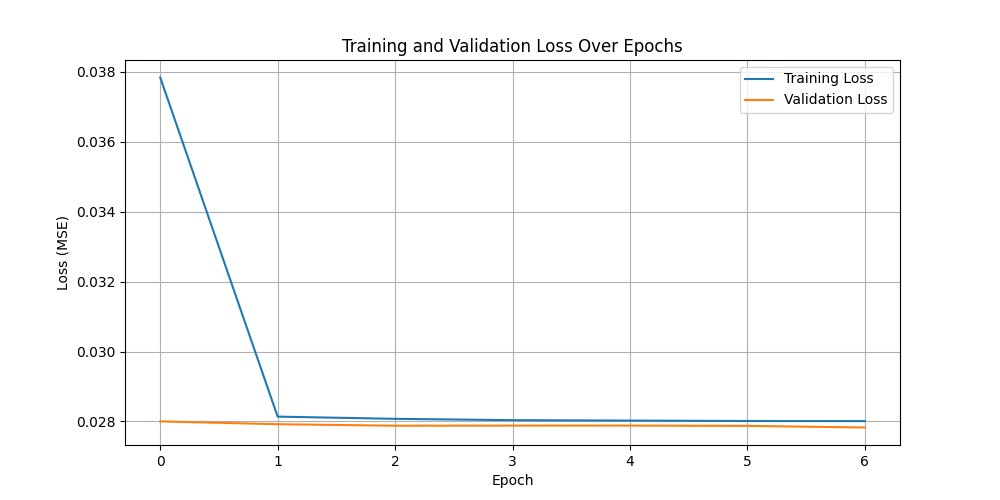 Training and Validation Loss Over Epochs
Training Loss
Validation Loss
Loss (MSE)
0.038
0.036
0.034
0.032
0.030
0.028
0 1 2 3 4 5 6
Epoch